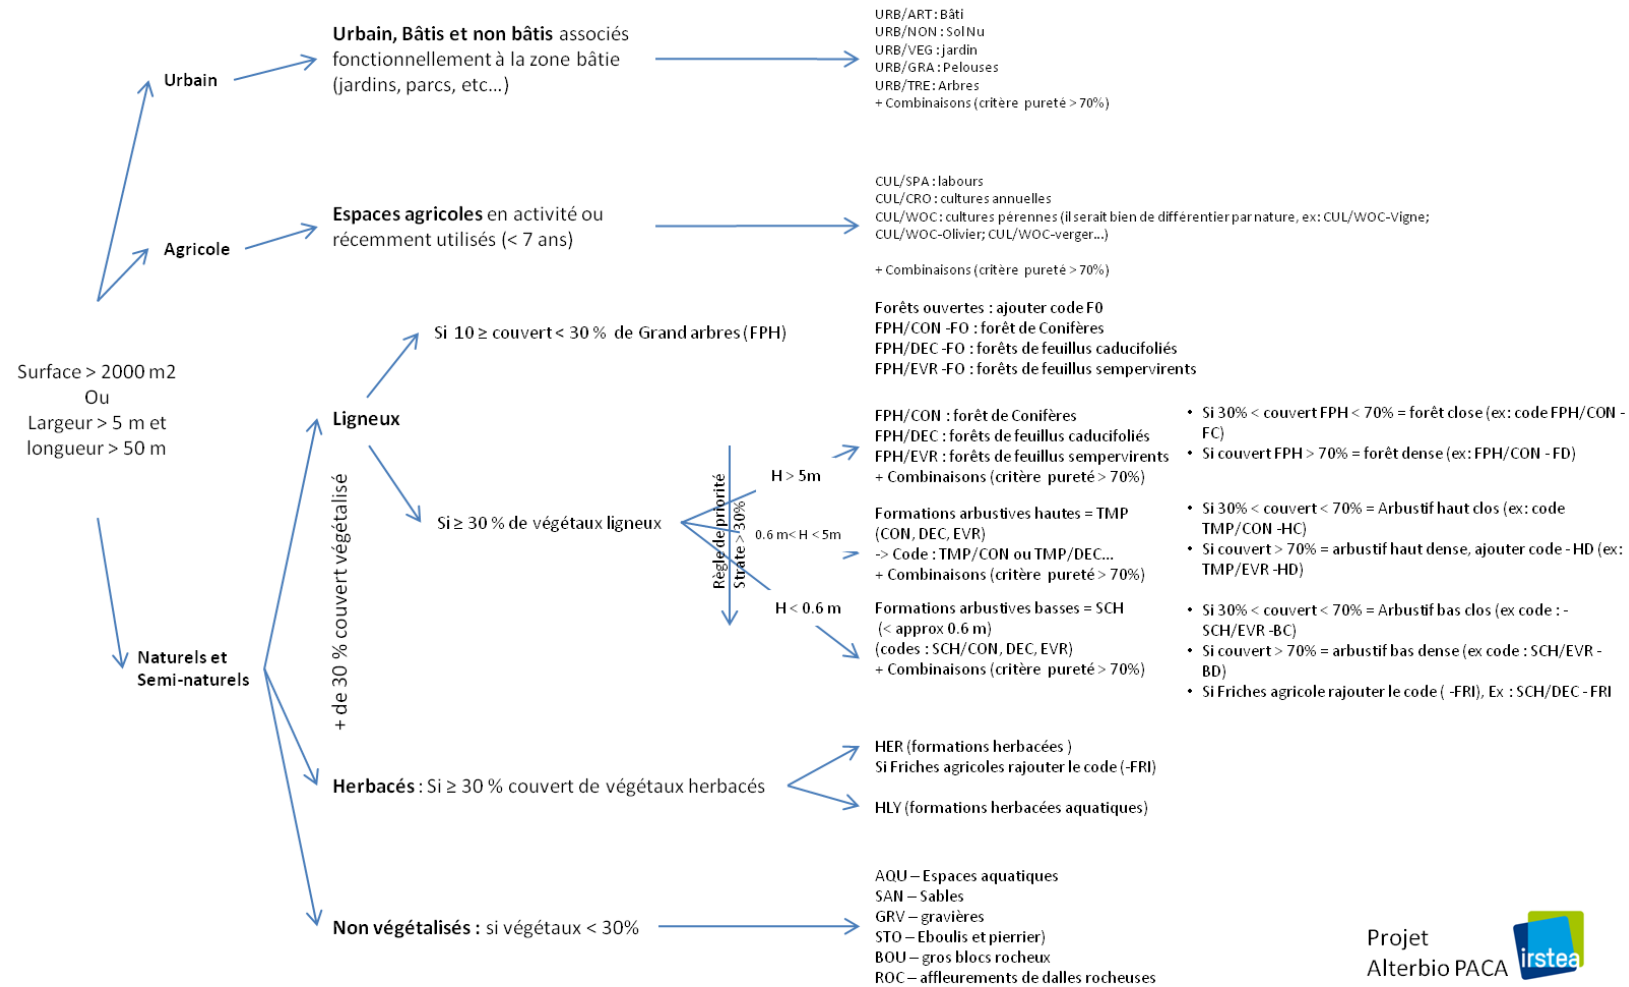 Surface > 2000 m2
Ou
Largeur > 5 m et
longueur > 50 m
Urbain
Urbain, Bâtis et non bâtis associés
fonctionnellement à la zone bâtie
(jardins, parcs, etc...)
URB/ART : Bâti
URB/NON : Sol Nu
URB/VEG : jardin
URB/GRA : Pelouses
URB/TRE : Arbres
+ Combinaisons (critère pureté > 70%)
Agricole
Espaces agricoles en activité ou
récemment utilisés (< 7 ans)
CUL/SPA : labours
CUL/CRO : cultures annuelles
CUL/WOC : cultures pérennes (il serait bien de différentier par nature, ex: CUL/WOC-Vigne;
CUL/WOC-Olivier; CUL/WOC-verger...)
+ Combinaisons (critère pureté > 70%)
Naturels et
Semi-naturels
+ de 30 % couvert végétalisé
Ligneux
Si 10 ≥ couvert < 30 % de Grand arbres (FPH)
Forêts ouvertes : ajouter code F0
FPH/CON -FO : forêt de Conifères
FPH/DEC -FO : forêts de feuillus caducifoliés
FPH/EVR -FO : forêts de feuillus sempervirents
Si ≥ 30 % de végétaux ligneux
Règle de priorité
Strate > 30%
H > 5m
FPH/CON : forêt de Conifères
FPH/DEC : forêts de feuillus caducifoliés
FPH/EVR : forêts de feuillus sempervirents
+ Combinaisons (critère pureté > 70%)
• Si 30% < couvert FPH < 70% = forêt close (ex: code FPH/CON -
FC)
• Si couvert FPH > 70% = forêt dense (ex: FPH/CON - FD)
0.6 m< H < 5m
Formations arbustives hautes = TMP
(CON, DEC, EVR)
-> Code : TMP/CON ou TMP/DEC...
+ Combinaisons (critère pureté > 70%)
• Si 30% < couvert < 70% = Arbustif haut clos (ex: code
TMP/CON -HC)
• Si couvert > 70% = arbustif haut dense, ajouter code - HD (ex:
TMP/EVR -HD)
H < 0.6 m
Formations arbustives basses = SCH
(< approx 0.6 m)
(codes : SCH/CON, DEC, EVR)
+ Combinaisons (critère pureté > 70%)
• Si 30% < couvert < 70% = Arbustif bas clos (ex code : -
SCH/EVR -BC)
• Si couvert > 70% = arbustif bas dense (ex code : SCH/EVR -
BD)
• Si Friches agricole rajouter le code ( -FRI), Ex : SCH/DEC - FRI
Herbacés : Si ≥ 30 % couvert de végétaux herbacés
HER (formations herbacées )
Si Friches agricoles rajouter le code (-FRI)
HLY (formations herbacées aquatiques)
Non végétalisés : si végétaux < 30%
AQU – Espaces aquatiques
SAN – Sables
GRV – gravières
STO – Eboulis et pierrier)
BOU – gros blocs rocheux
ROC – affleurements de dalles rocheuses
Projet
Alterbio PACA
irstea